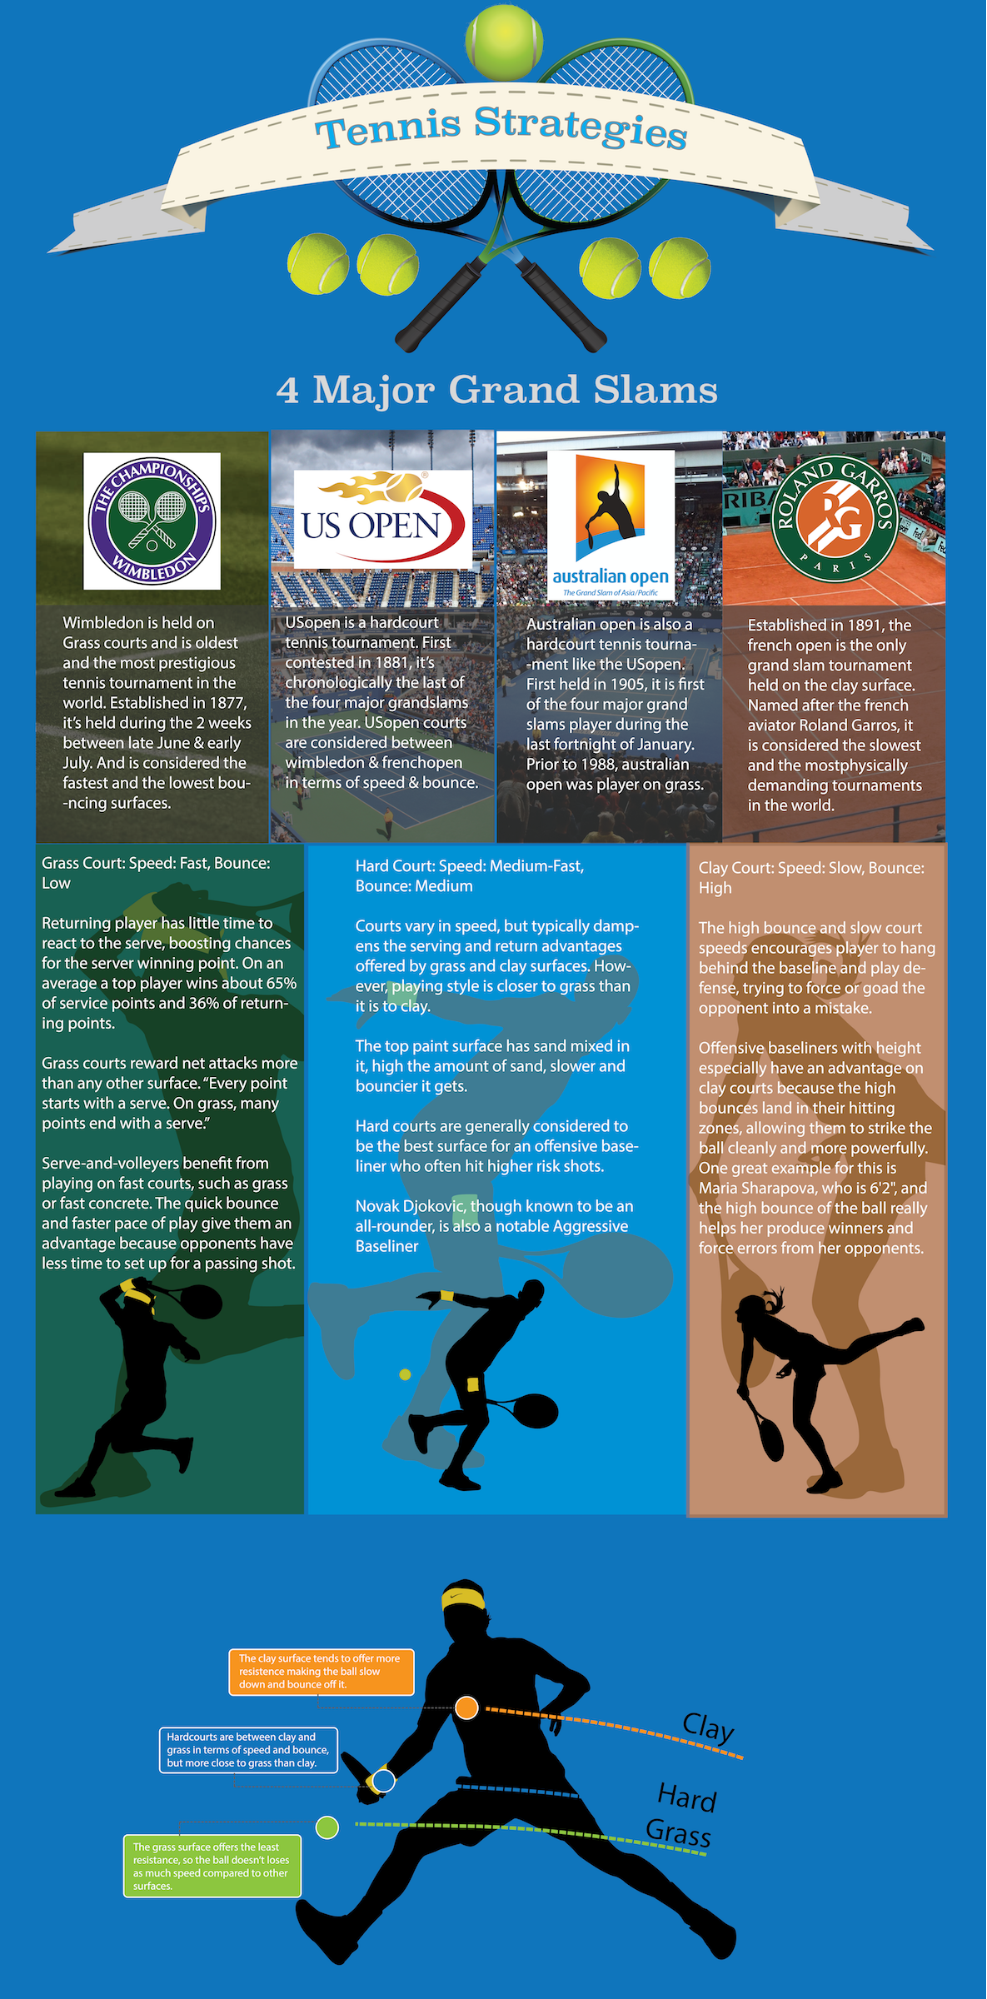 Tennis Strategies
4 Major Grand Slams
THE CHAMPIONSHIPS
WIMBLEDON
Wimbledon is held on
Grass courts and is oldest
and the most prestigious
tennis tournament in the
world. Established in 1877,
it's held during the 2 weeks
between late June & early
July. And is considered the
fastest and the lowest bou-
-ncing surfaces.
US OPEN
®
USopen is a hardcourt
tennis tournament. First
contested in 1881, it's
chronologically the last of
the four major grandslams
in the year. USopen courts
are considered between
wimbledon & frenchopen
in terms of speed & bounce.
australian open
The Grand Slam of Asia/Pacific
Australian open is also a
hardcourt tennis tourna-
-ment like the USopen.
First held in 1905, it is first
of the four major grand
slams player during the
last fortnight of January.
Prior to 1988, australian
open was player on grass.
ROLAND GARROS
RG
PARIS
Established in 1891, the
french open is the only
grand slam tournament
held on the clay surface.
Named after the french
aviator Roland Garros, it
is considered the slowest
and the mostphysically
demanding tournaments
in the world.
Grass Court: Speed: Fast, Bounce:
Low
Returning player has little time to
react to the serve, boosting chances
for the server winning point. On an
average a top player wins about 65%
of service points and 36% of return-
ing points.
Grass courts reward net attacks more
than any other surface. "Every point
starts with a serve. On grass, many
points end with a serve."
Serve-and-volleyers benefit from
playing on fast courts, such as grass
or fast concrete. The quick bounce
and faster pace of play give them an
advantage because opponents have
less time to set up for a passing shot.
Hard Court: Speed: Medium-Fast,
Bounce: Medium
Courts vary in speed, but typically damp-
ens the serving and return advantages
offered by grass and clay surfaces. How-
ever, playing style is closer to grass than
it is to clay.
The top paint surface has sand mixed in
it, high the amount of sand, slower and
bouncier it gets.
Hard courts are generally considered to
be the best surface for an offensive base-
liner who often hit higher risk shots.
Novak Djokovic, though known to be an
all-rounder, is also a notable Aggressive
Baseliner
Clay Court: Speed: Slow, Bounce:
High
The high bounce and slow court
speeds encourages player to hang
behind the baseline and play de-
fense, trying to force or goad the
opponent into a mistake.
Offensive baseliners with height
especially have an advantage on
clay courts because the high
bounces land in their hitting
zones, allowing them to strike the
ball cleanly and more powerfully.
One great example for this is
Maria Sharapova, who is 6'2", and
the high bounce of the ball really
helps her produce winners and
force errors from her opponents.
The clay surface tends to offer more
resistence making the ball slow
down and bounce off it.
Clay
Hardcourts are between clay and
grass in terms of speed and bounce,
but more close to grass than clay.
Hard
Grass
The grass surface offers the least
resistance, so the ball doesn't loses
as much speed compared to other
surfaces.